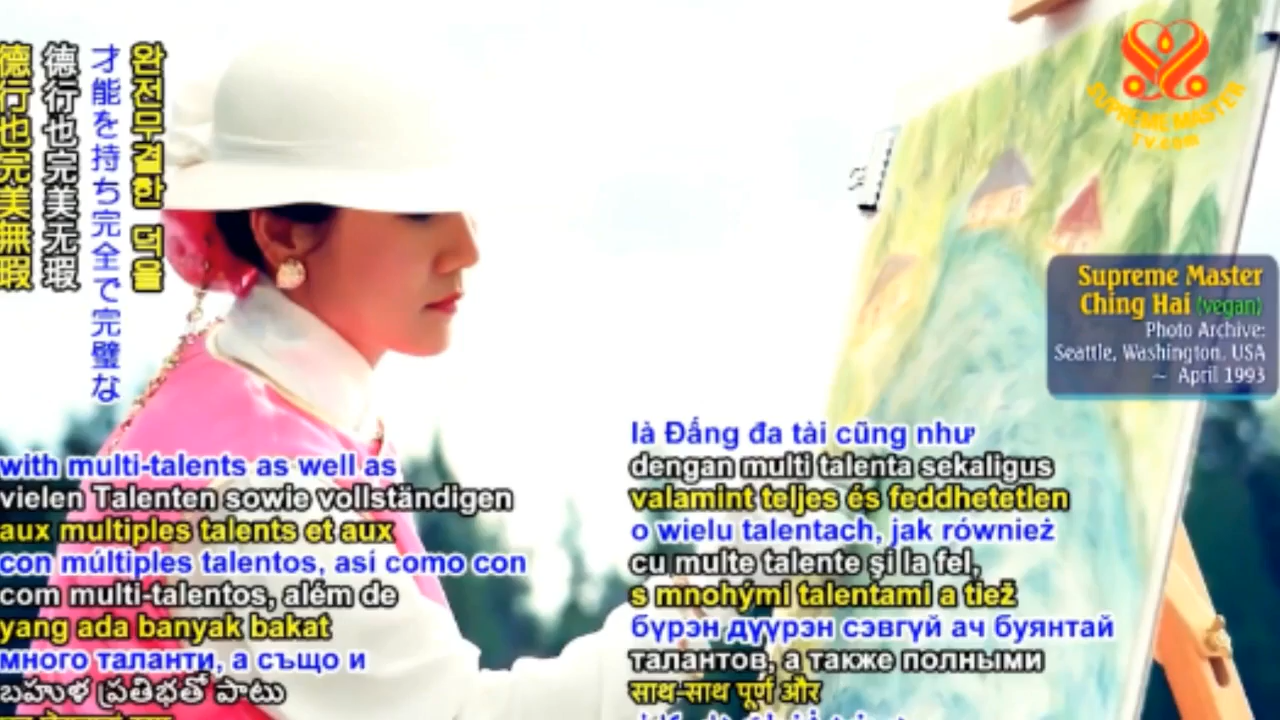 德行也完美無瑕
德行也完美无瑕
才能を持ち完全で完璧な
완전무결한 덕을
SUPREME MASTER
TV.com
Supreme Master
Ching Hai (vegan)
Photo Archive:
Seattle, Washington, USA
~ April 1993
with multi-talents as well as
vielen Talenten sowie vollständigen
aux multiples talents et aux
con múltiples talentos, así como con
com multi-talentos, além de
yang ada banyak bakat
много таланти, а също и
బహుళ ప్రతిభతో పాటు
là Đấng đa tài cũng như
dengan multi talenta sekaligus
valamint teljes és feddhetetlen
o wielu talentach, jak również
cu multe talente și la fel,
s mnohými talentami a tiež
бүрэн дүүрэн сэвгүй ач буянтай
талантов, а также полными
साथ-साथ पूर्ण और